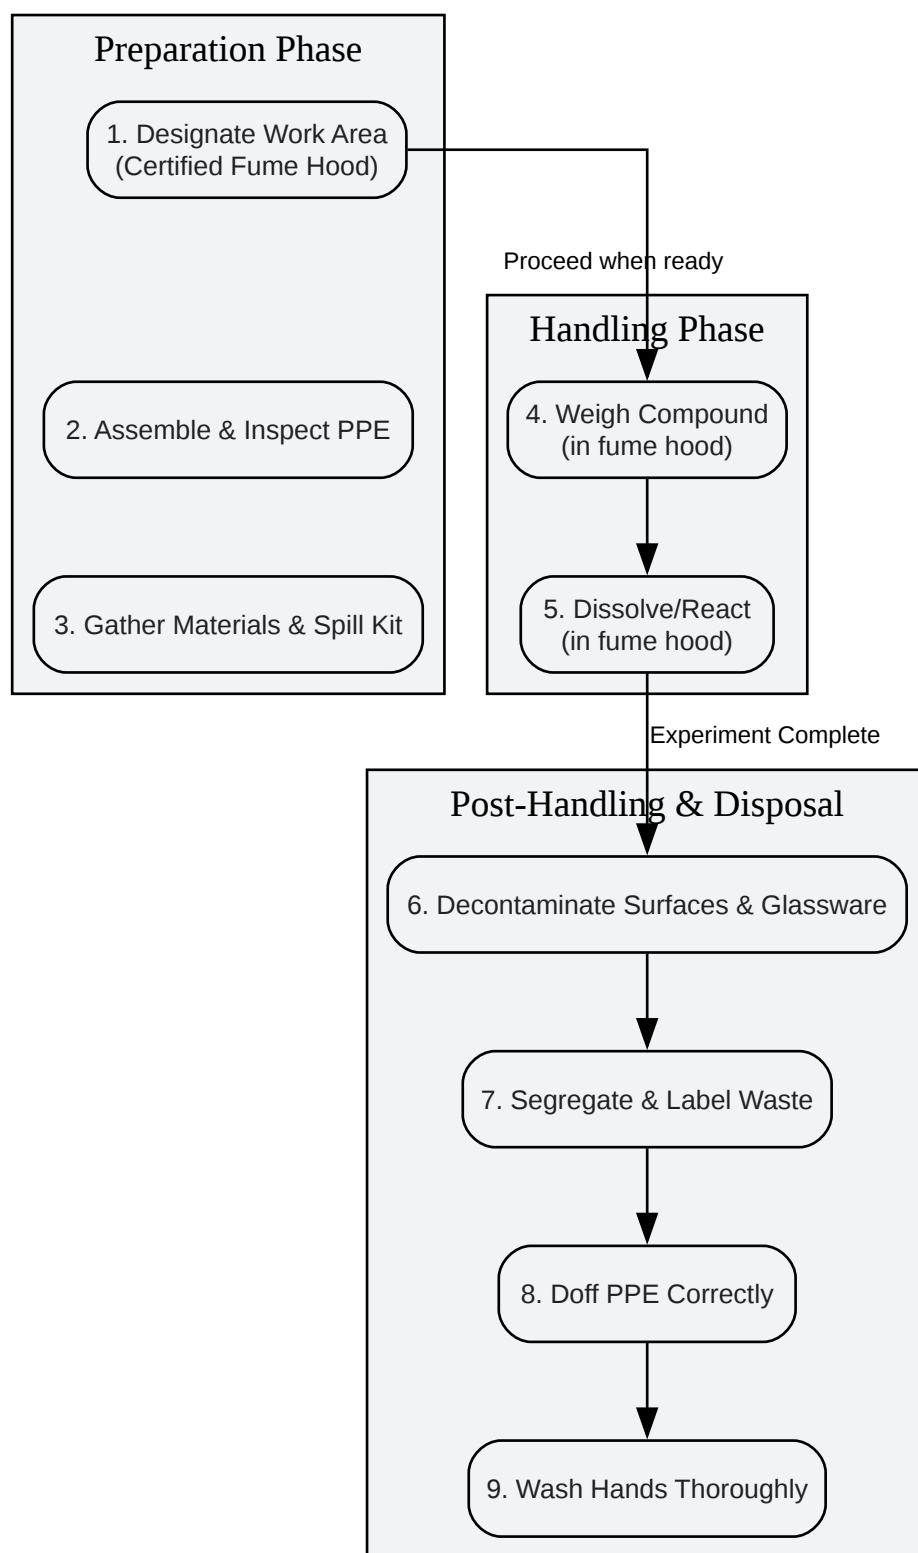 Preparation Phase
1. Designate Work Area
(Certified Fume Hood)
2. Assemble & Inspect PPE
3. Gather Materials & Spill Kit
Proceed when ready
Handling Phase
4. Weigh Compound
(in fume hood)
5. Dissolve/React
(in fume hood)
Experiment Complete
Post-Handling & Disposal
6. Decontaminate Surfaces & Glassware
7. Segregate & Label Waste
8. Doff PPE Correctly
9. Wash Hands Thoroughly